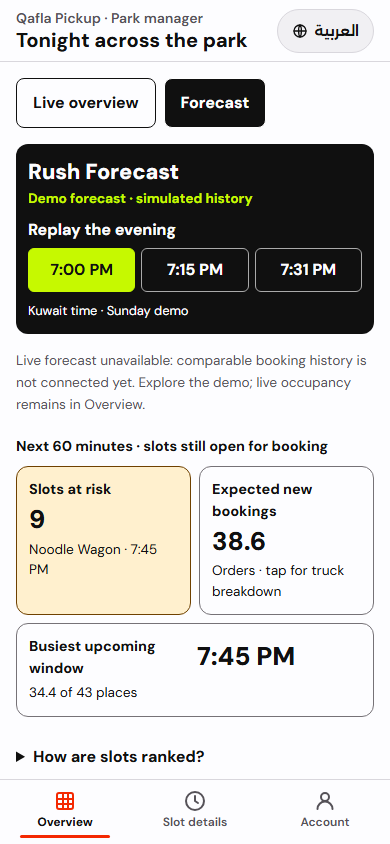 Qafla Pickup · Park manager
Tonight across the park
العربية
Live overview
Forecast
Rush Forecast
Demo forecast · simulated history
Replay the evening
7:00 PM
7:15 PM
7:31 PM
Kuwait time · Sunday demo
Live forecast unavailable: comparable booking history is
not connected yet. Explore the demo; live occupancy
remains in Overview.
Next 60 minutes · slots still open for booking
Slots at risk
9
Noodle Wagon · 7:45
PM
Expected new
bookings
38.6
Orders · tap for truck
breakdown
Busiest upcoming
window
34.4 of 43 places
7:45 PM
How are slots ranked?
Overview
Slot details
Account